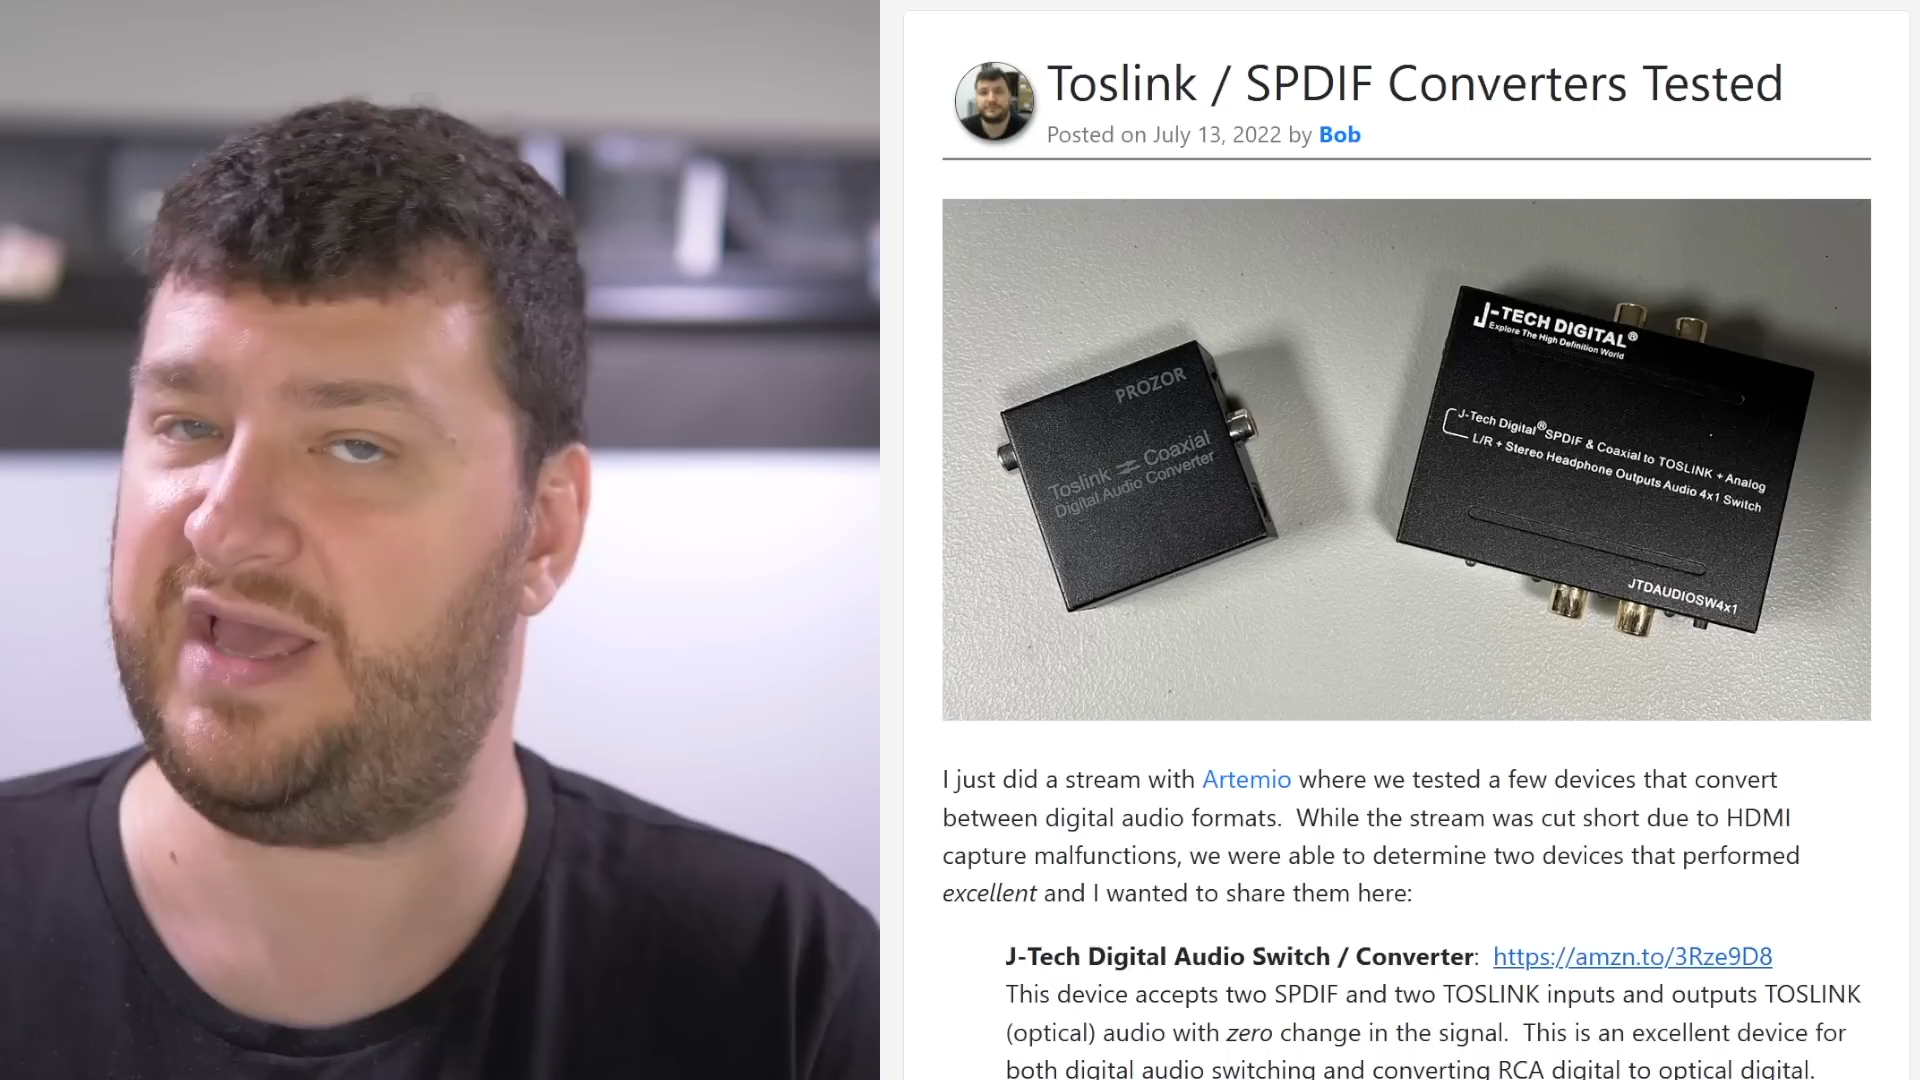 Toslink / SPDIF Converters Tested
Posted on July 13, 2022 by Bob
PROZOR
Toslink ⇌ Coaxial
Digital Audio Converter
J-TECH DIGITAL®
Explore The High Definition World
J-Tech Digital® SPDIF & Coaxial to TOSLINK + Analog
L/R + Stereo Headphone Outputs Audio 4x1 Switch
JTDAUDIOSW4x1
I just did a stream with Artemio where we tested a few devices that convert
between digital audio formats.  While the stream was cut short due to HDMI
capture malfunctions, we were able to determine two devices that performed
excellent and I wanted to share them here:
J-Tech Digital Audio Switch / Converter:  https://amzn.to/3Rze9D8
This device accepts two SPDIF and two TOSLINK inputs and outputs TOSLINK
(optical) audio with zero change in the signal.  This is an excellent device for
both digital audio switching and converting RCA digital to optical digital.